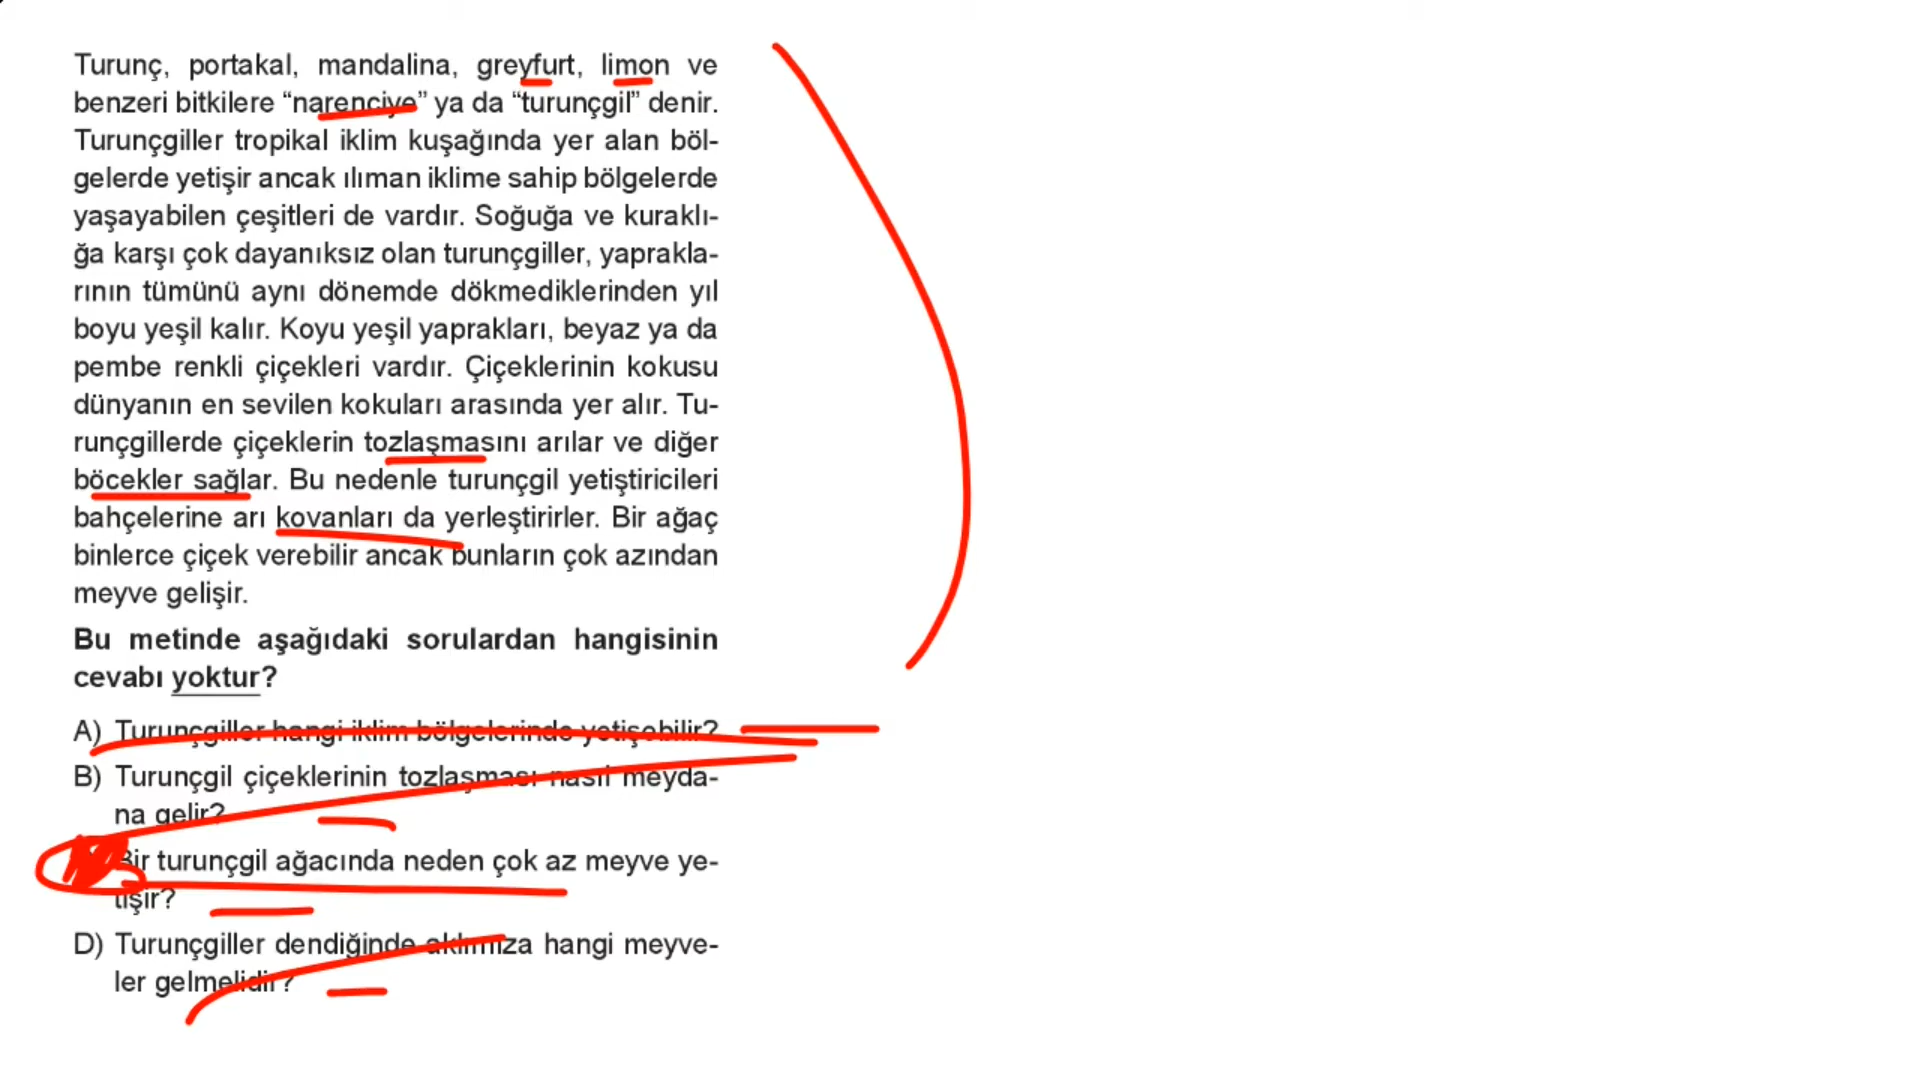 Turunç, portakal, mandalina, greyfurt, limon ve
benzeri bitkilere “narenciye” ya da “turunçgil” denir.
Turunçgiller tropikal iklim kuşağında yer alan böl-
gelerde yetişir ancak ılıman iklime sahip bölgelerde
yaşayabilen çeşitleri de vardır. Soğuğa ve kuraklı-
ğa karşı çok dayanıksız olan turunçgiller, yaprakla-
rının tümünü aynı dönemde dökmediklerinden yıl
boyu yeşil kalır. Koyu yeşil yaprakları, beyaz ya da
pembe renkli çiçekleri vardır. Çiçeklerinin kokusu
dünyanın en sevilen kokuları arasında yer alır. Tu-
runçgillerde çiçeklerin tozlaşmasını arılar ve diğer
böcekler sağlar. Bu nedenle turunçgil yetiştiricileri
bahçelerine arı kovanları da yerleştirirler. Bir ağaç
binlerce çiçek verebilir ancak bunların çok azından
meyve gelişir.
Bu metinde aşağıdaki sorulardan hangisinin
cevabı yoktur?
A) Turunçgiller hangi iklim bölgelerinde yetişebilir?
B) Turunçgil çiçeklerinin tozlaşması nasıl meyda-
na gelir?
Bir turunçgil ağacında neden çok az meyve ye-
tişir?
D) Turunçgiller dendiğinde aklımıza hangi meyve-
ler gelmelidir?